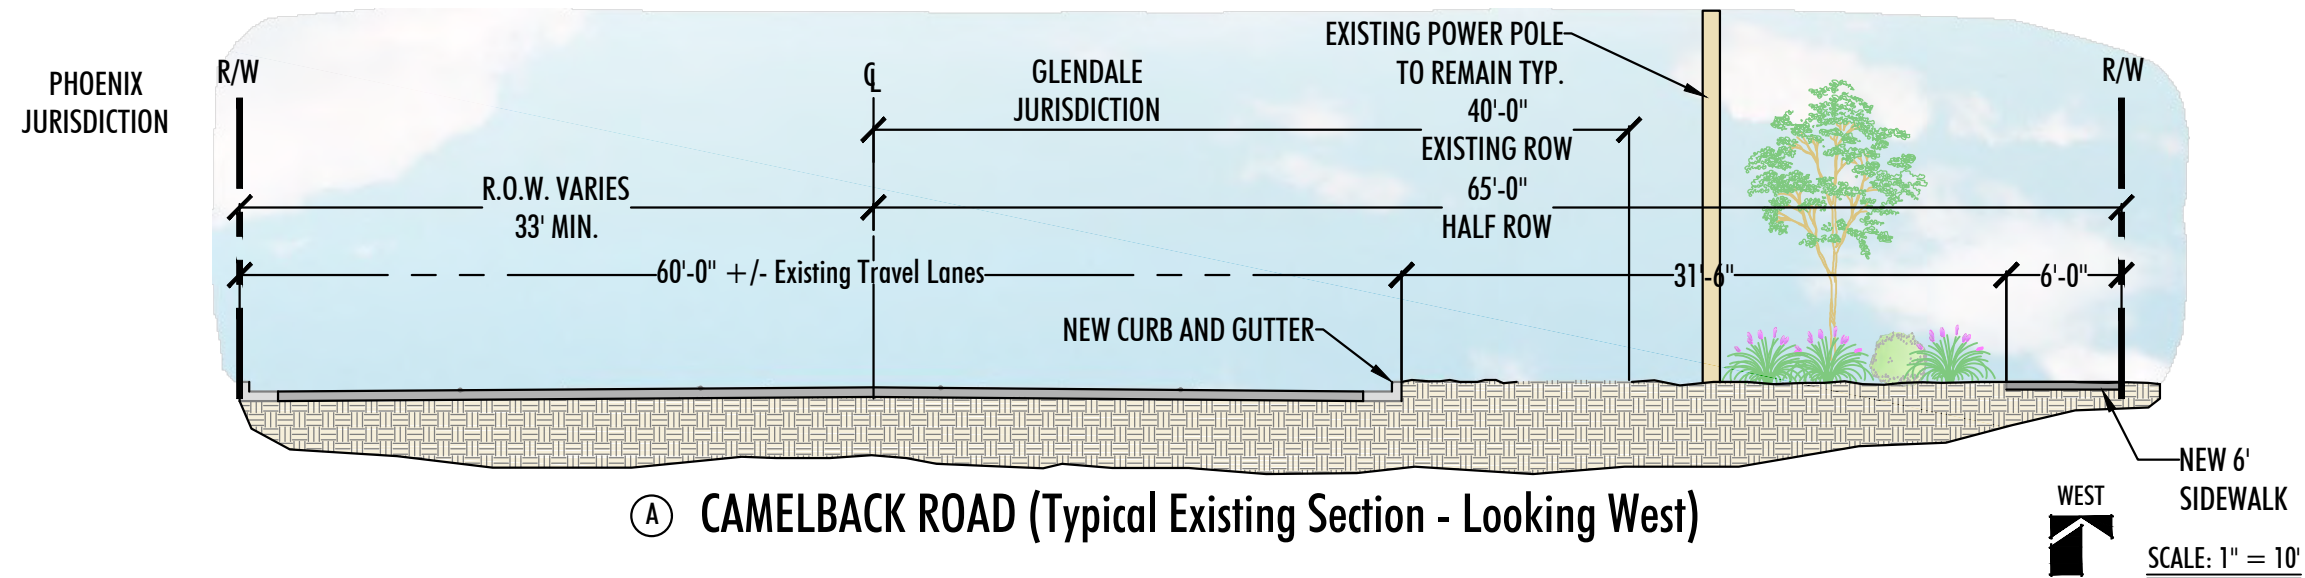 PHOENIX
JURISDICTION
R/W
℄
GLENDALE
JURISDICTION
EXISTING POWER POLE
TO REMAIN TYP.
40'-0"
EXISTING ROW
R/W
R.O.W. VARIES
33' MIN.
65'-0"
HALF ROW
60'-0" +/- Existing Travel Lanes
31'-6"
6'-0"
NEW CURB AND GUTTER
NEW 6'
SIDEWALK
A CAMELBACK ROAD (Typical Existing Section - Looking West)
WEST
SCALE: 1" = 10'